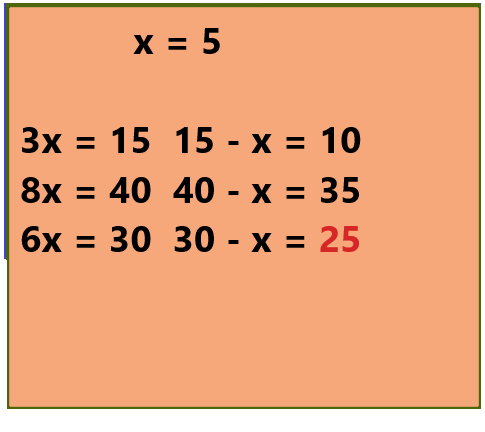 x = 5
3x = 15 15 - x = 10
8x = 40 40 - x = 35
6x = 30 30 - x = 25